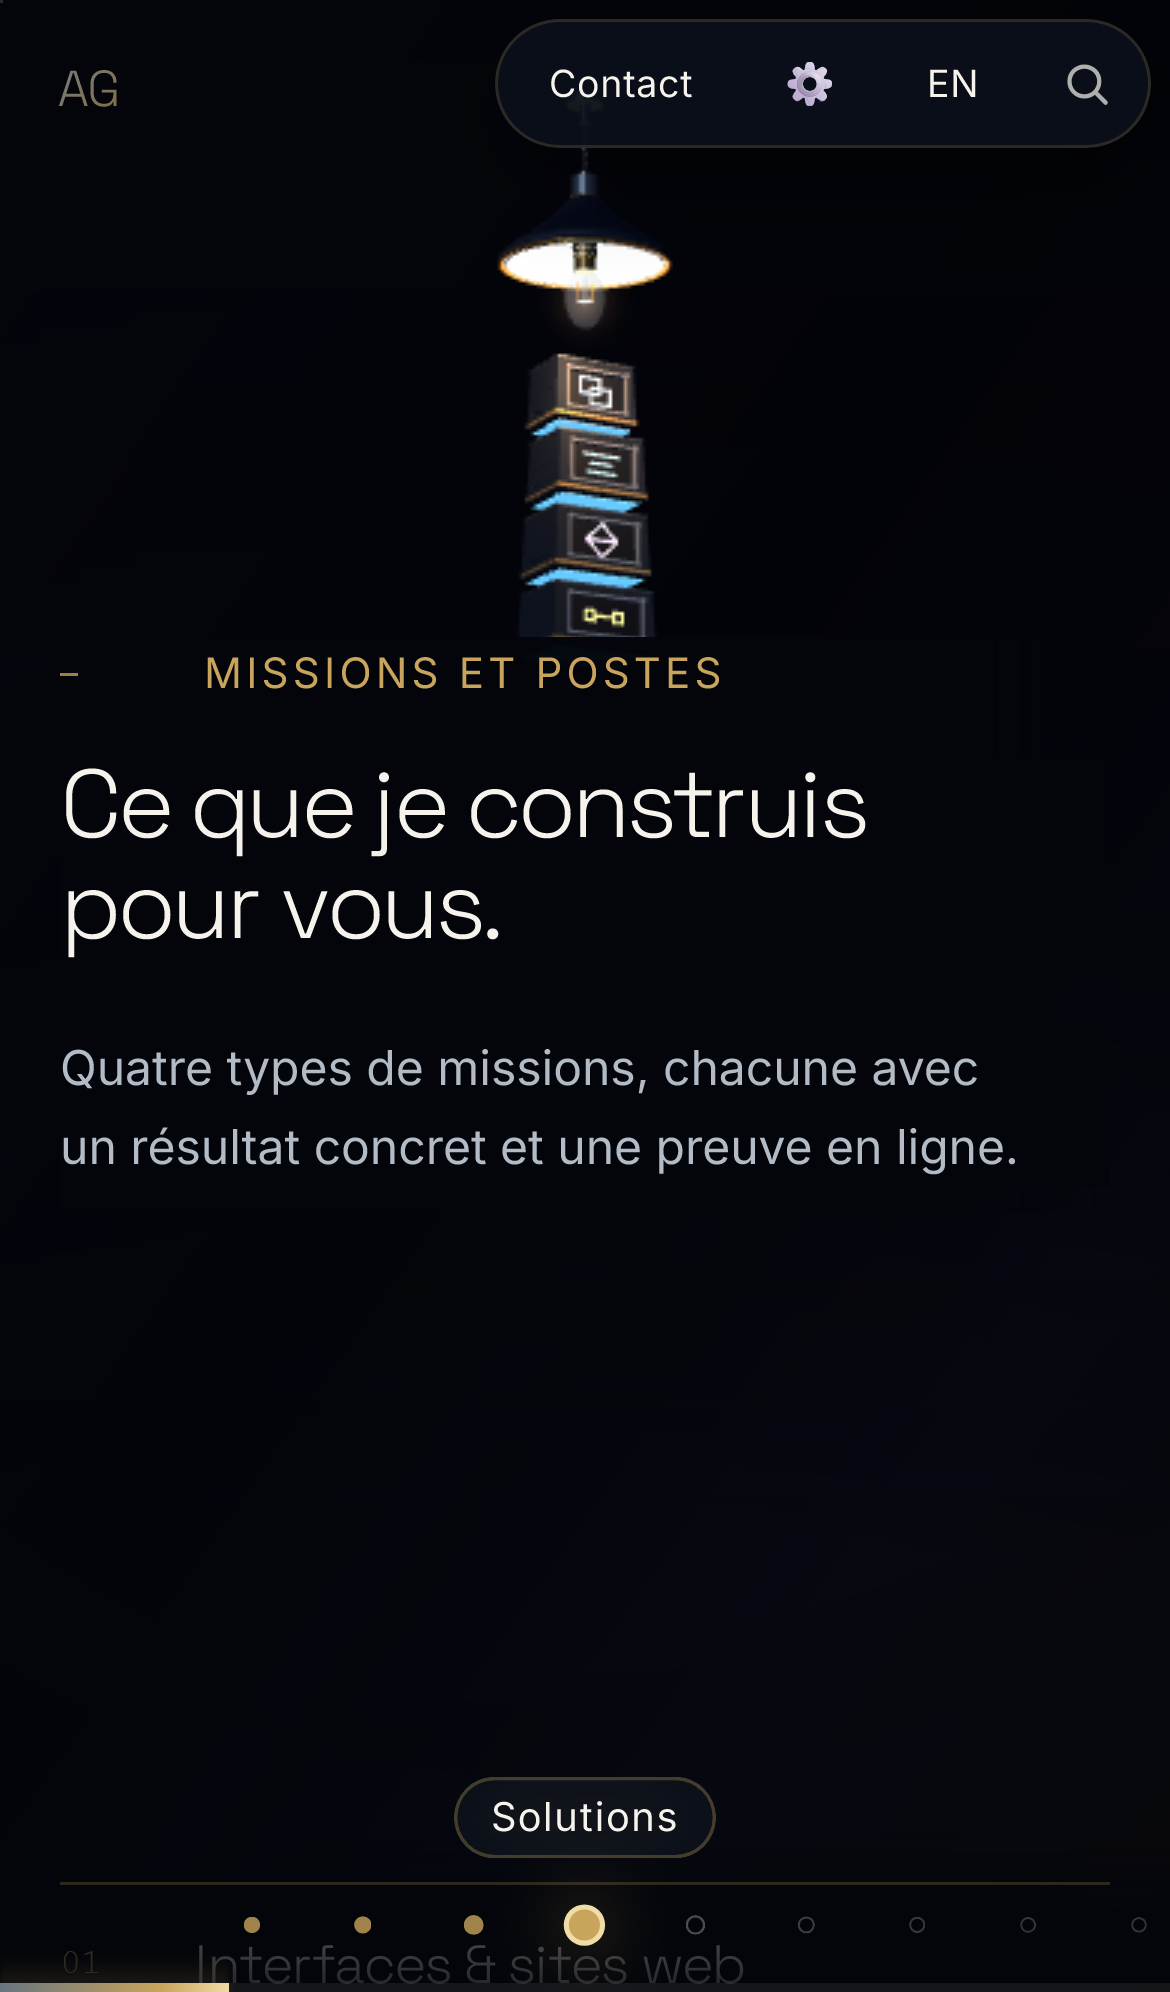 AG
Contact EN
– MISSIONS ET POSTES
Ce que je construis
pour vous.
Quatre types de missions, chacune avec
un résultat concret et une preuve en ligne.
Solutions
01 Interfaces & sites web